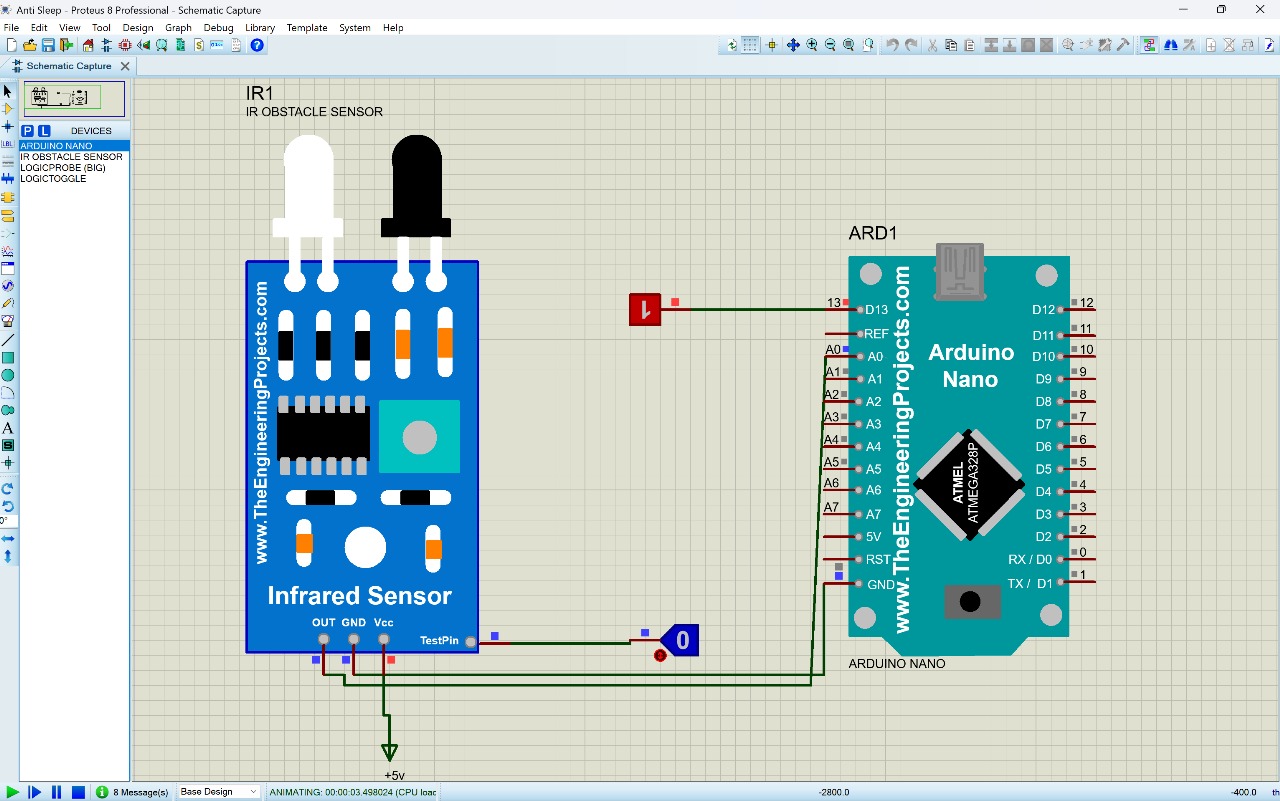 Anti Sleep - Proteus 8 Professional - Schematic Capture
File Edit View Tool Design Graph Debug Library Template System Help
Schematic Capture
P L DEVICES
ARDUINO NANO
IR OBSTACLE SENSOR
LOGICPROBE (BIG)
LOGICTOGGLE
LBL
A
S
0°
IR1
IR OBSTACLE SENSOR
www.TheEngineeringProjects.com
Infrared Sensor
OUT GND Vcc
TestPin
+5v
1
0
ARD1
www.TheEngineeringProjects.com
Arduino
Nano
ATMEL
ATMEGA328P
13 D13
REF
A0 A0
A1 A1
A2 A2
A3 A3
A4 A4
A5 A5
A6 A6
A7 A7
5V
RST
GND
D12 12
D11 11
D10 10
D9 9
D8 8
D7 7
D6 6
D5 5
D4 4
D3 3
D2 2
RX / D0 0
TX / D1 1
ARDUINO NANO
8 Message(s) Base Design ANIMATING: 00:00:03.498024 (CPU load -2800.0 -400.0 th